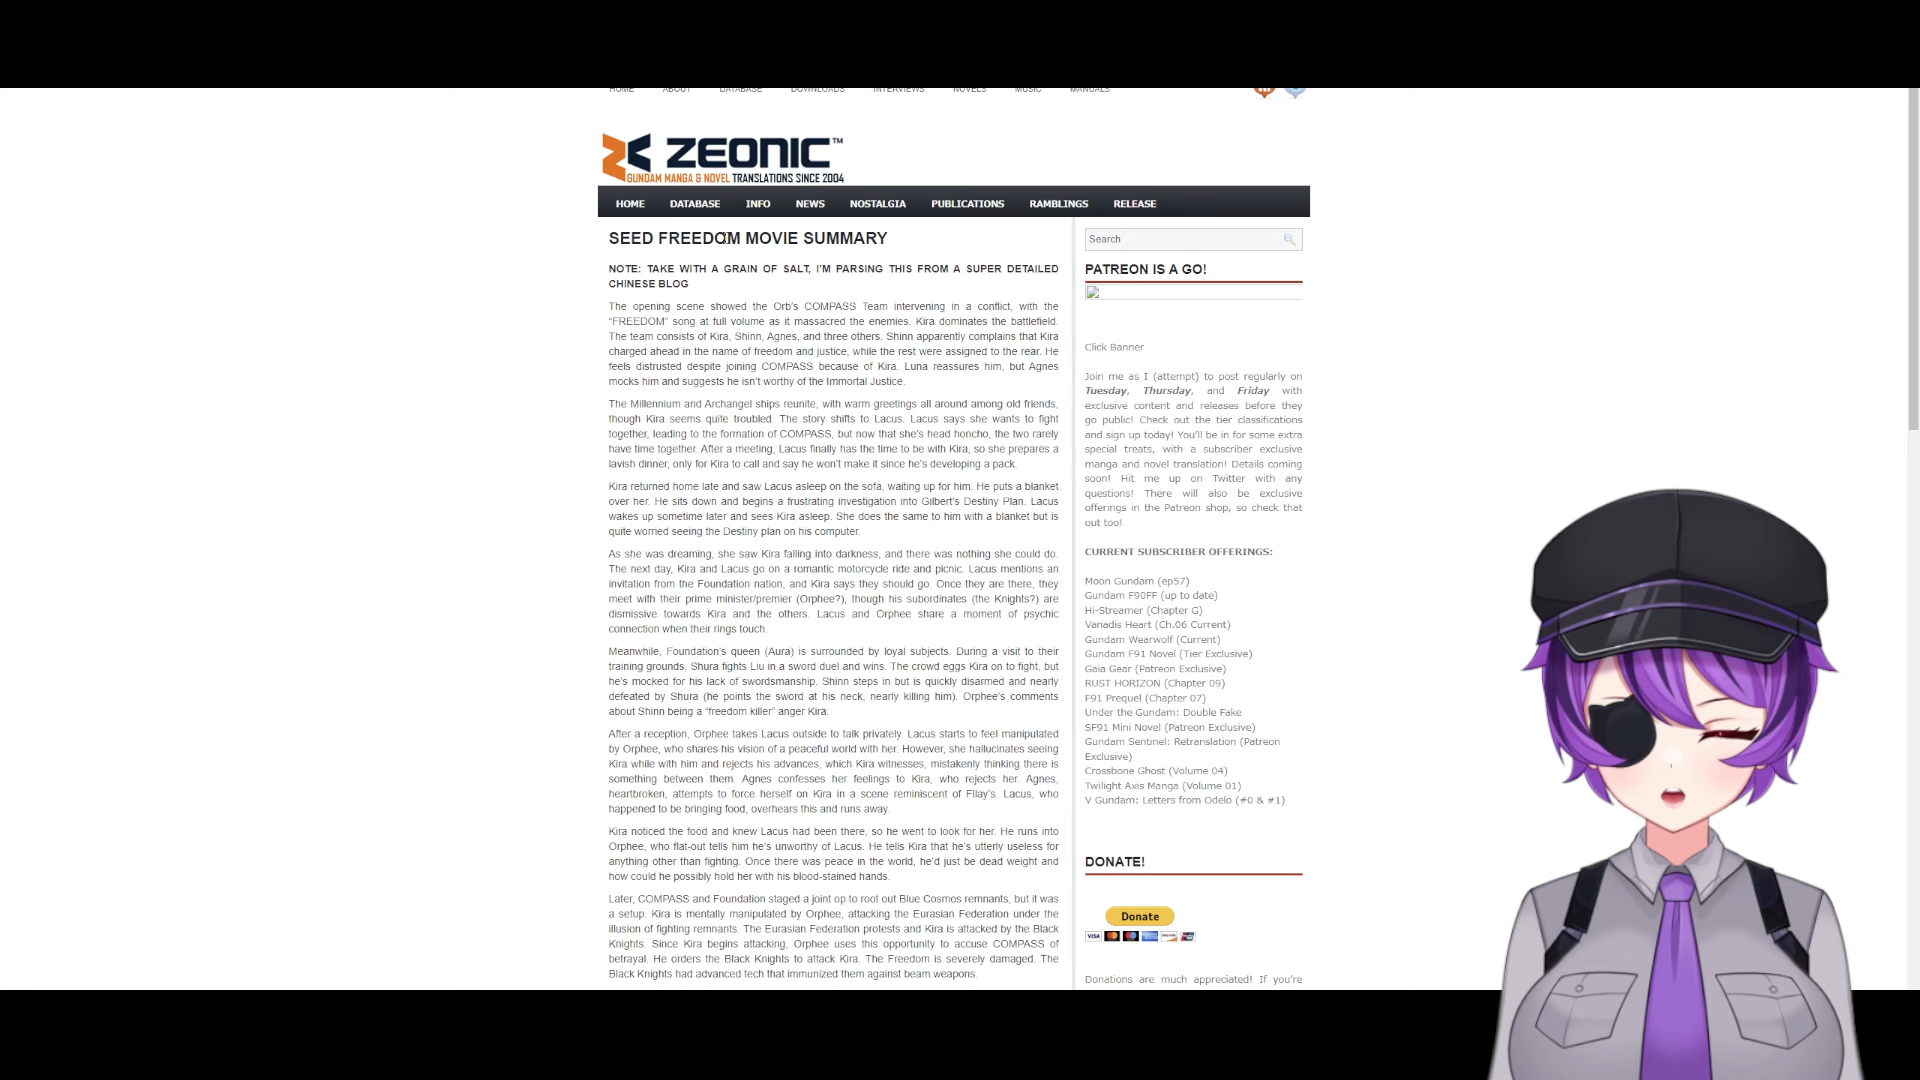 HOME ABOUT DATABASE DOWNLOADS INTERVIEWS NOVELS MUSIC MANUALS
ZEONIC™
GUNDAM MANGA & NOVEL TRANSLATIONS SINCE 2004
HOME DATABASE INFO NEWS NOSTALGIA PUBLICATIONS RAMBLINGS RELEASE
SEED FREEDOM MOVIE SUMMARY
NOTE: TAKE WITH A GRAIN OF SALT, I'M PARSING THIS FROM A SUPER DETAILED
CHINESE BLOG
The opening scene showed the Orb's COMPASS Team intervening in a conflict, with the
“FREEDOM” song at full volume as it massacred the enemies. Kira dominates the battlefield.
The team consists of Kira, Shinn, Agnes, and three others. Shinn apparently complains that Kira
charged ahead in the name of freedom and justice, while the rest were assigned to the rear. He
feels distrusted despite joining COMPASS because of Kira. Luna reassures him, but Agnes
mocks him and suggests he isn't worthy of the Immortal Justice.
The Millennium and Archangel ships reunite, with warm greetings all around among old friends,
though Kira seems quite troubled. The story shifts to Lacus. Lacus says she wants to fight
together, leading to the formation of COMPASS, but now that she's head honcho, the two rarely
have time together. After a meeting, Lacus finally has the time to be with Kira, so she prepares a
lavish dinner, only for Kira to call and say he won't make it since he's developing a pack.
Kira returned home late and saw Lacus asleep on the sofa, waiting up for him. He puts a blanket
over her. He sits down and begins a frustrating investigation into Gilbert's Destiny Plan. Lacus
wakes up sometime later and sees Kira asleep. She does the same to him with a blanket but is
quite worried seeing the Destiny plan on his computer.
As she was dreaming, she saw Kira falling into darkness, and there was nothing she could do.
The next day, Kira and Lacus go on a romantic motorcycle ride and picnic. Lacus mentions an
invitation from the Foundation nation, and Kira says they should go. Once they are there, they
meet with their prime minister/premier (Orphee?), though his subordinates (the Knights?) are
dismissive towards Kira and the others. Lacus and Orphee share a moment of psychic
connection when their rings touch.
Meanwhile, Foundation's queen (Aura) is surrounded by loyal subjects. During a visit to their
training grounds, Shura fights Liu in a sword duel and wins. The crowd eggs Kira on to fight, but
he's mocked for his lack of swordsmanship. Shinn steps in but is quickly disarmed and nearly
defeated by Shura (he points the sword at his neck, nearly killing him). Orphee's comments
about Shinn being a “freedom killer” anger Kira.
After a reception, Orphee takes Lacus outside to talk privately. Lacus starts to feel manipulated
by Orphee, who shares his vision of a peaceful world with her. However, she hallucinates seeing
Kira while with him and rejects his advances, which Kira witnesses, mistakenly thinking there is
something between them. Agnes confesses her feelings to Kira, who rejects her. Agnes,
heartbroken, attempts to force herself on Kira in a scene reminiscent of Fllay's. Lacus, who
happened to be bringing food, overhears this and runs away.
Kira noticed the food and knew Lacus had been there, so he went to look for her. He runs into
Orphee, who flat-out tells him he's unworthy of Lacus. He tells Kira that he's utterly useless for
anything other than fighting. Once there was peace in the world, he'd just be dead weight and
how could he possibly hold her with his blood-stained hands.
Later, COMPASS and Foundation staged a joint op to root out Blue Cosmos remnants, but it was
a setup. Kira is mentally manipulated by Orphee, attacking the Eurasian Federation under the
illusion of fighting remnants. The Eurasian Federation protests and Kira is attacked by the Black
Knights. Since Kira begins attacking, Orphee uses this opportunity to accuse COMPASS of
betrayal. He orders the Black Knights to attack Kira. The Freedom is severely damaged. The
Black Knights had advanced tech that immunized them against beam weapons.
Search
PATREON IS A GO!
Click Banner
Join me as I (attempt) to post regularly on
Tuesday, Thursday, and Friday with
exclusive content and releases before they
go public! Check out the tier classifications
and sign up today! You'll be in for some extra
special treats, with a subscriber exclusive
manga and novel translation! Details coming
soon! Hit me up on Twitter with any
questions! There will also be exclusive
offerings in the Patreon shop, so check that
out too!
CURRENT SUBSCRIBER OFFERINGS:
Moon Gundam (ep57)
Gundam F90FF (up to date)
Hi-Streamer (Chapter G)
Vanadis Heart (Ch.06 Current)
Gundam Wearwolf (Current)
Gundam F91 Novel (Tier Exclusive)
Gaia Gear (Patreon Exclusive)
RUST HORIZON (Chapter 09)
F91 Prequel (Chapter 07)
Under the Gundam: Double Fake
SF91 Mini Novel (Patreon Exclusive)
Gundam Sentinel: Retranslation (Patreon
Exclusive)
Crossbone Ghost (Volume 04)
Twilight Axis Manga (Volume 01)
V Gundam: Letters from Odelo (#0 & #1)
DONATE!
Donate
VISA
Donations are much appreciated! If you're